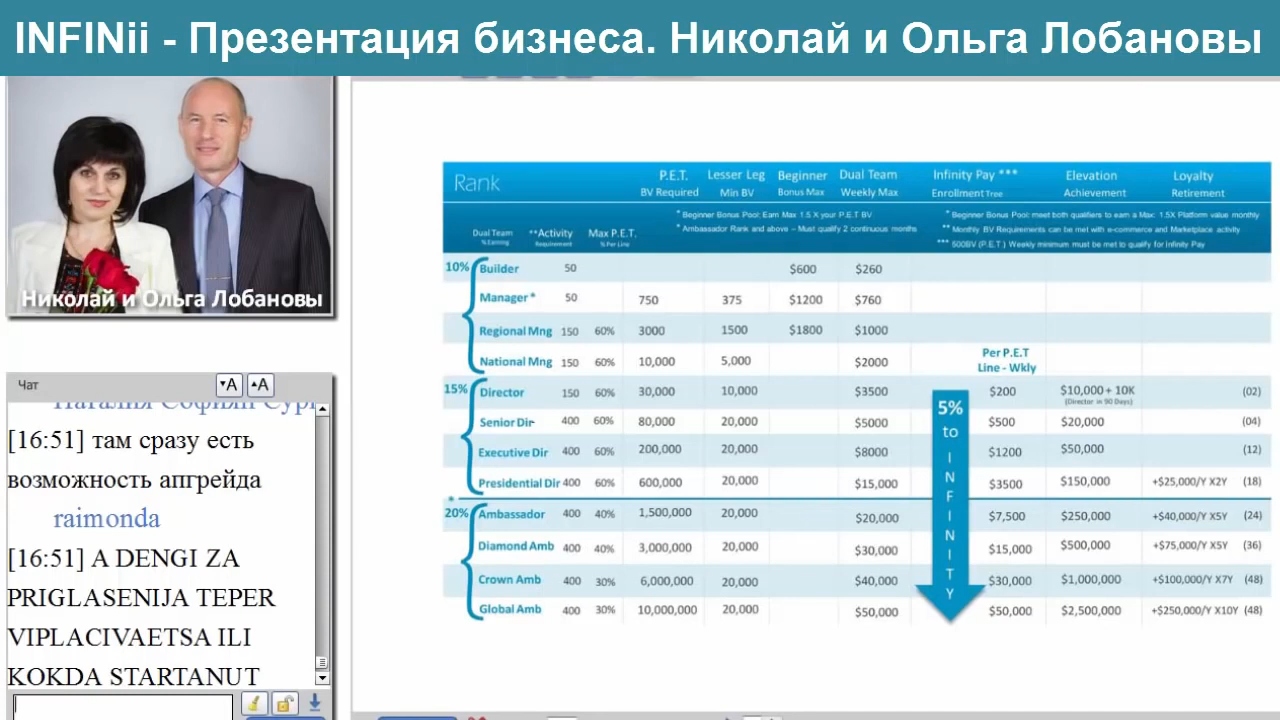 INFINii - Презентация бизнеса. Николай и Ольга Лобановы
Николай и Ольга Лобановы
Чат
▾A ▴A
Наталия Софиян Сург
[16:51] там сразу есть
возможность апгрейда
raimonda
[16:51] A DENGI ZA
PRIGLASENIJA TEPER
VIPLACIVAETSA ILI
KOKDA STARTANUT
Rank P.E.T. Lesser Leg Beginner Dual Team Infinity Pay *** Elevation Loyalty
BV Required Min BV Bonus Max Weekly Max Enrollment Tree Achievement Retirement
* Beginner Bonus Pool: Earn Max 1.5 X your P.E.T BV * Beginner Bonus Pool: meet both qualifiers to earn a Max: 1.5X Platform value monthly
* Ambassador Rank and above – Must qualify 2 continuous months ** Monthly BV Requirements can be met with e-commerce and Marketplace activity
*** 500BV (P.E.T ) Weekly minimum must be met to qualify for Infinity Pay
Dual Team **Activity Max P.E.T.
% Earning Requirement % Per Line
10% Builder 50 $600 $260
Manager * 50 750 375 $1200 $760
Regional Mng 150 60% 3000 1500 $1800 $1000
National Mng 150 60% 10,000 5,000 $2000 Per P.E.T
Line - Wkly
15% Director 150 60% 30,000 10,000 $3500 $200 $10,000 + 10K (02)
(Director in 90 Days)
Senior Dir 400 60% 80,000 20,000 $5000 $500 $20,000 (04)
Executive Dir 400 60% 200,000 20,000 $8000 $1200 $50,000 (12)
Presidential Dir 400 60% 600,000 20,000 $15,000 $3500 $150,000 +$25,000/Y X2Y (18)
*
20% Ambassador 400 40% 1,500,000 20,000 $20,000 $7,500 $250,000 +$40,000/Y X5Y (24)
Diamond Amb 400 40% 3,000,000 20,000 $30,000 $15,000 $500,000 +$75,000/Y X5Y (36)
Crown Amb 400 30% 6,000,000 20,000 $40,000 $30,000 $1,000,000 +$100,000/Y X7Y (48)
Global Amb 400 30% 10,000,000 20,000 $50,000 $50,000 $2,500,000 +$250,000/Y X10Y (48)
5%
to
I
N
F
I
N
I
T
Y